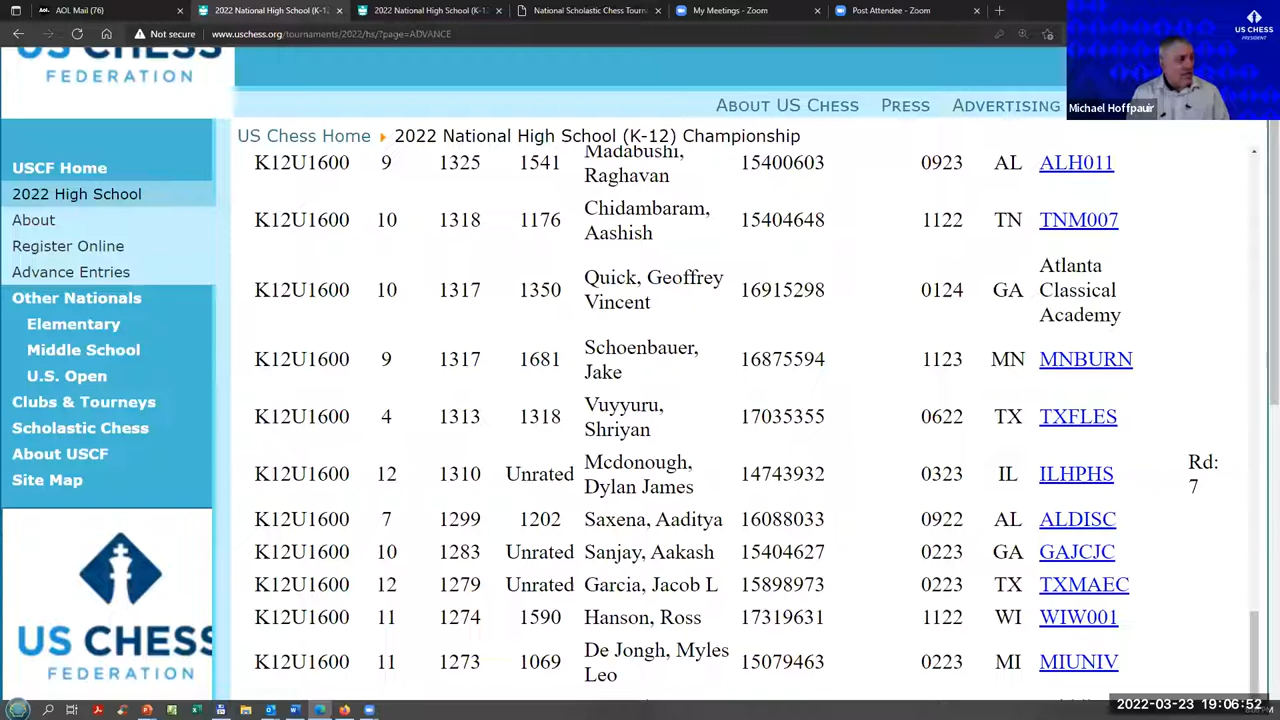 AOL Mail (76)
2022 National High School (K-1
2022 National High School (K-
National Scholastic Chess Tourn
My Meetings - Zoom
Post Attendee - Zoom
Not secure
www.uschess.org/tournaments/2022/hs/?page=ADVANCE
US CHESS
PRESIDENT
Michael Hoffpauir
US CHESS
FEDERATION
About US Chess Press Advertising
US Chess Home 2022 National High School (K-12) Championship
USCF Home
2022 High School
About
Register Online
Advance Entries
Other Nationals
Elementary
Middle School
U.S. Open
Clubs & Tourneys
Scholastic Chess
About USCF
Site Map
US CHESS
FEDERATION
K12U1600 9 1325 1541 Madabushi, Raghavan 15400603 0923 AL ALH011
K12U1600 10 1318 1176 Chidambaram, Aashish 15404648 1122 TN TNM007
K12U1600 10 1317 1350 Quick, Geoffrey Vincent 16915298 0124 GA Atlanta Classical Academy
K12U1600 9 1317 1681 Schoenbauer, Jake 16875594 1123 MN MNBURN
K12U1600 4 1313 1318 Vuyyuru, Shriyan 17035355 0622 TX TXFLES
K12U1600 12 1310 Unrated Mcdonough, Dylan James 14743932 0323 IL ILHPHS Rd: 7
K12U1600 7 1299 1202 Saxena, Aaditya 16088033 0922 AL ALDISC
K12U1600 10 1283 Unrated Sanjay, Aakash 15404627 0223 GA GAJCJC
K12U1600 12 1279 Unrated Garcia, Jacob L 15898973 0223 TX TXMAEC
K12U1600 11 1274 1590 Hanson, Ross 17319631 1122 WI WIW001
K12U1600 11 1273 1069 De Jongh, Myles Leo 15079463 0223 MI MIUNIV
2022-03-23 19:06:52